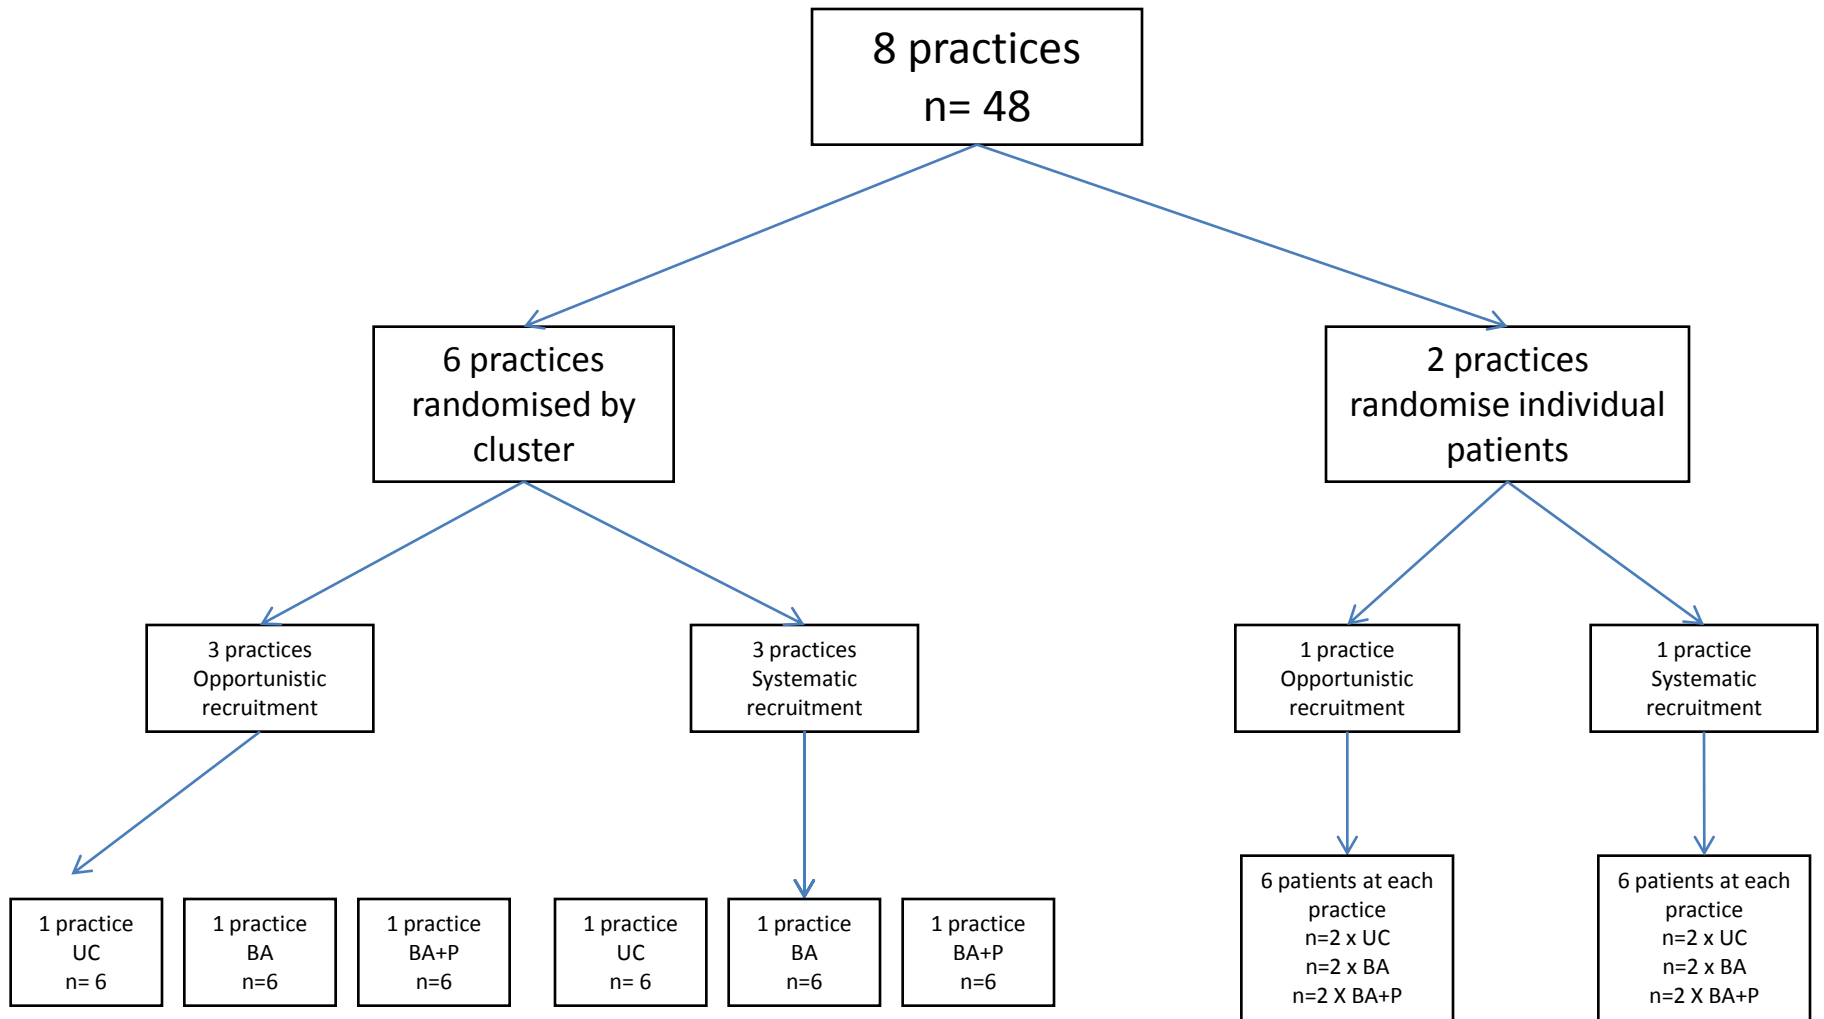 8 practices
n= 48
6 practices
randomised by
cluster
2 practices
randomise individual
patients
3 practices
Opportunistic
recruitment
3 practices
Systematic
recruitment
1 practice
Opportunistic
recruitment
1 practice
Systematic
recruitment
1 practice
UC
n= 6
1 practice
BA
n=6
1 practice
BA+P
n=6
1 practice
UC
n= 6
1 practice
BA
n=6
1 practice
BA+P
n=6
6 patients at each
practice
n=2 x UC
n=2 x BA
n=2 X BA+P
6 patients at each
practice
n=2 x UC
n=2 x BA
n=2 X BA+P